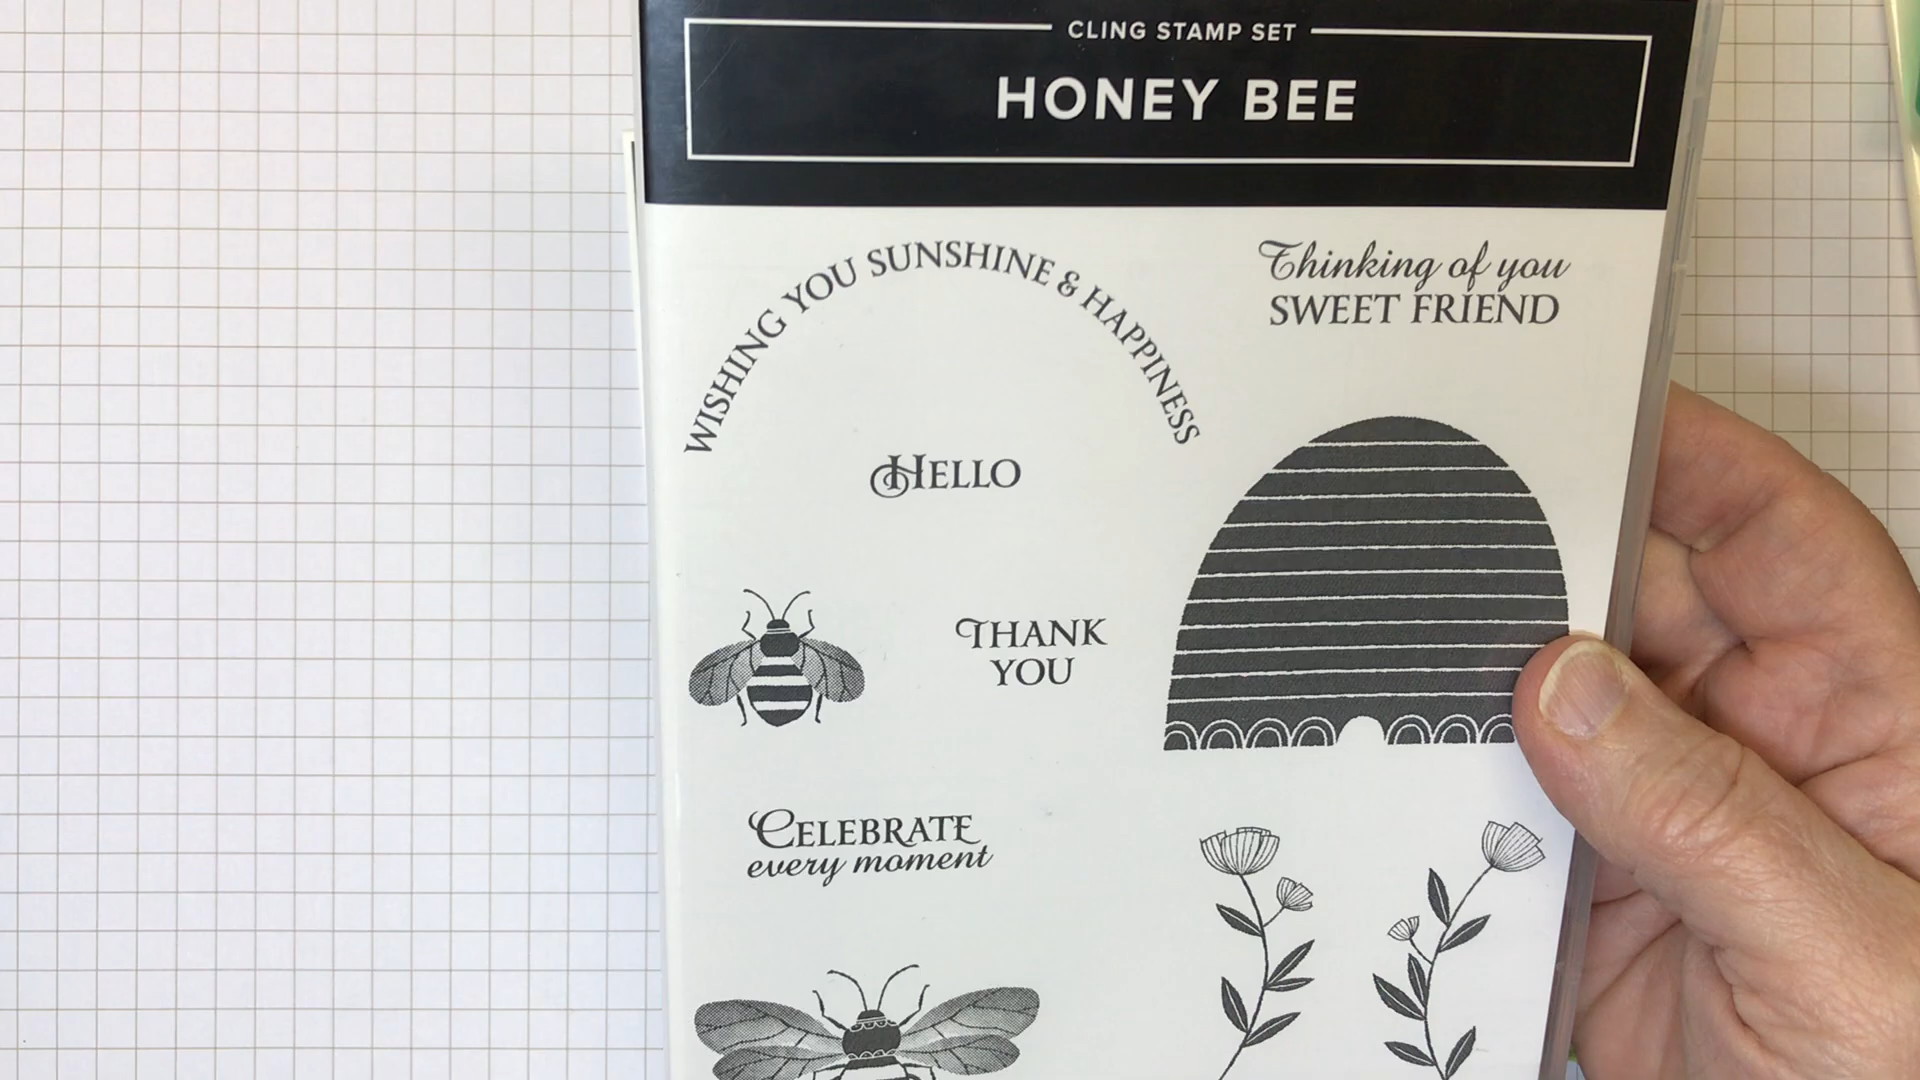 CLING STAMP SET
HONEY BEE
WISHING YOU SUNSHINE & HAPPINESS
Thinking of you
SWEET FRIEND
HELLO
THANK
YOU
CELEBRATE
every moment